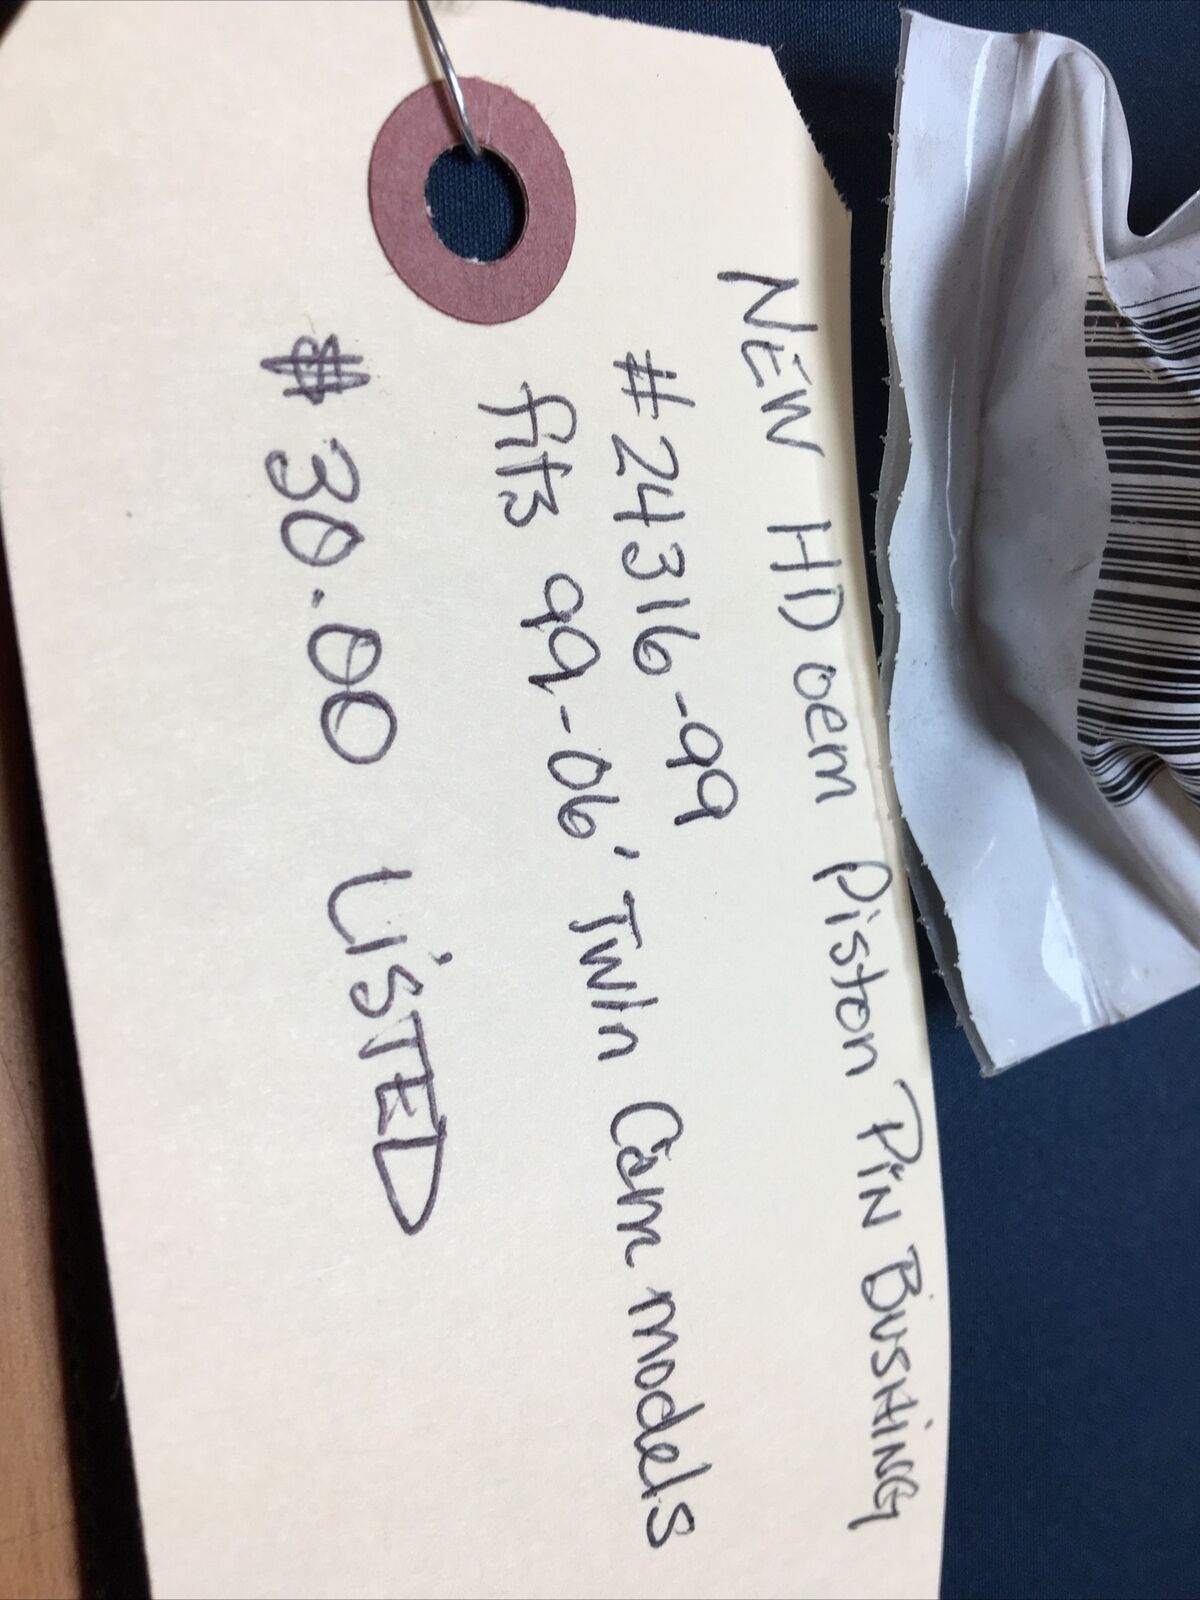 NEW HD oem Piston Pin BUSHING
#24316-99
fits 99-06' Twin Cam models
$ 30.00 LiSTED